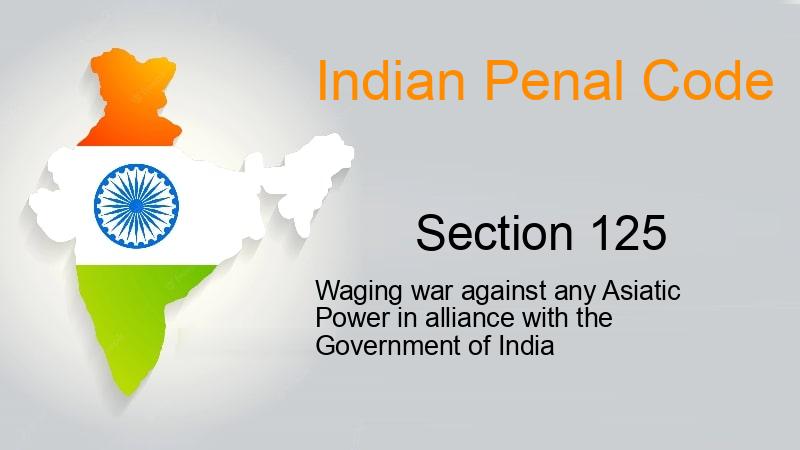 Indian Penal Code
Section 125
Waging war against any Asiatic
Power in alliance with the
Government of India